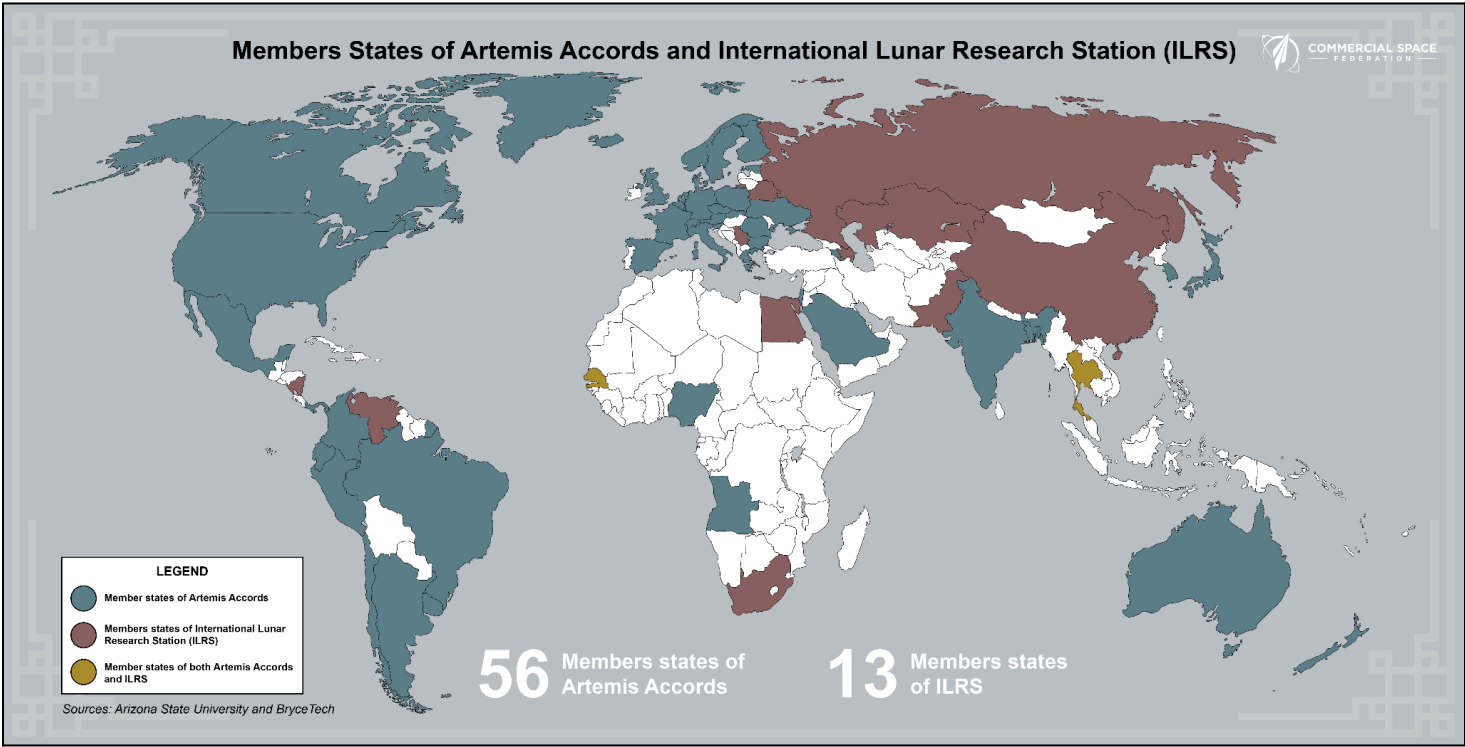 Members States of Artemis Accords and International Lunar Research Station (ILRS)
COMMERCIAL SPACE
FEDERATION
LEGEND
Member states of Artemis Accords
Members states of International Lunar
Research Station (ILRS)
Member states of both Artemis Accords
and ILRS
Sources: Arizona State University and BryceTech
56
Members states of
Artemis Accords
13
Members states
of ILRS